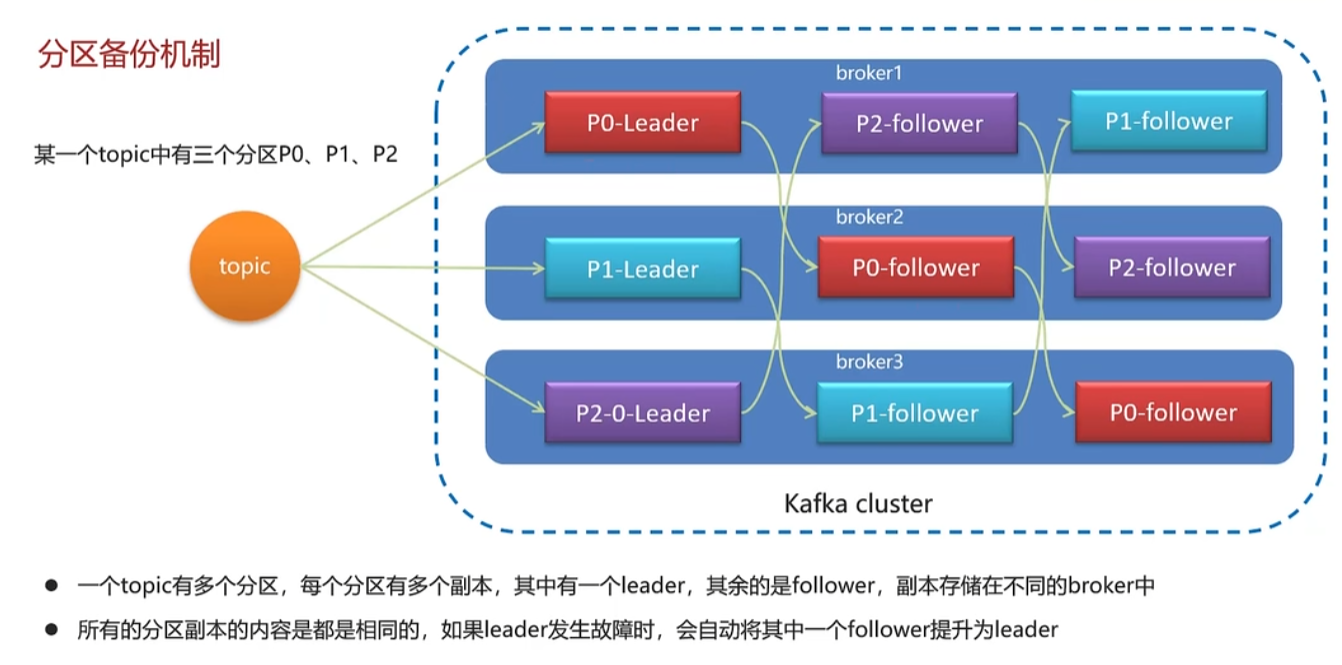 分区备份机制
某一个topic中有三个分区P0、P1、P2
topic
broker1
P0-Leader
P2-follower
P1-follower
broker2
P1-Leader
P0-follower
P2-follower
broker3
P2-0-Leader
P1-follower
P0-follower
Kafka cluster
● 一个topic有多个分区，每个分区有多个副本，其中有一个leader，其余的是follower，副本存储在不同的broker中
● 所有的分区副本的内容是都是相同的，如果leader发生故障时，会自动将其中一个follower提升为leader